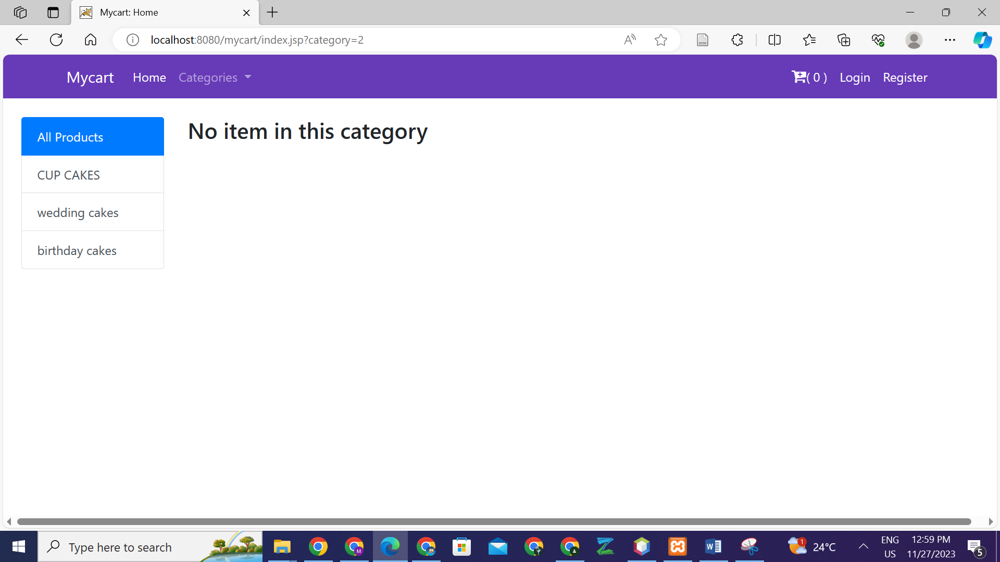 Mycart: Home
localhost:8080/mycart/index.jsp?category=2
Mycart Home Categories ( 0 ) Login Register
All Products
CUP CAKES
wedding cakes
birthday cakes
No item in this category
Type here to search
M
W
1
24°C
ENG
US
12:59 PM
11/27/2023
5